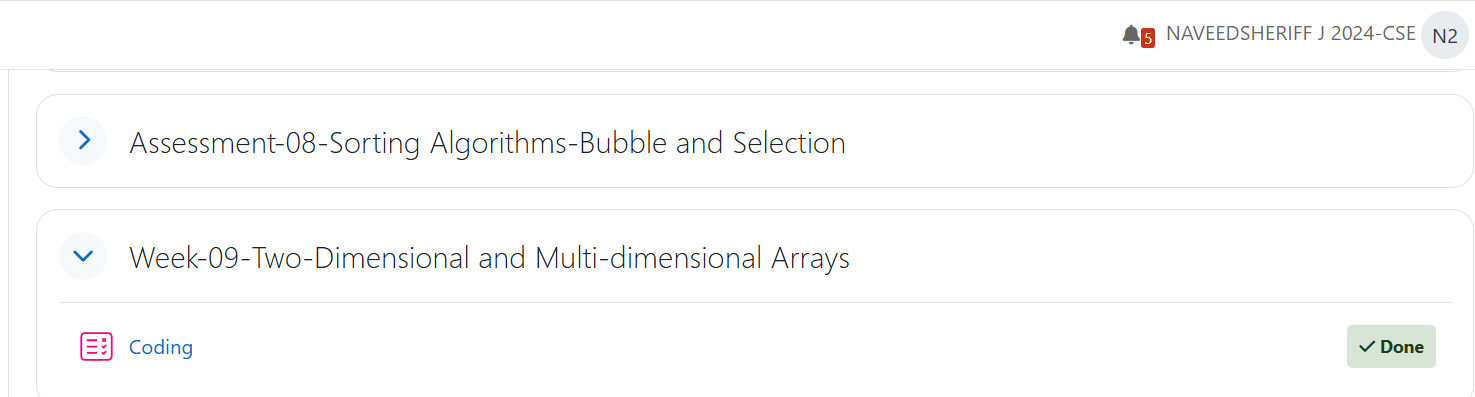 5 NAVEEDSHERIFF J 2024-CSE N2
Assessment-08-Sorting Algorithms-Bubble and Selection
Week-09-Two-Dimensional and Multi-dimensional Arrays
Coding
Done